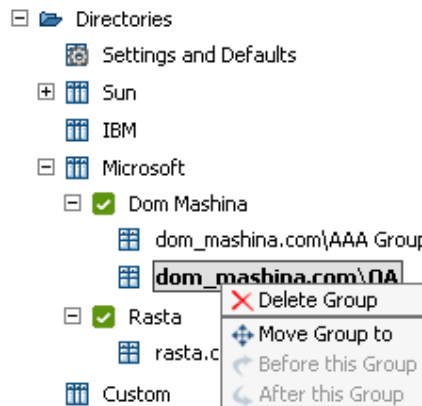 Directories
Settings and Defaults
Sun
IBM
Microsoft
Dom Mashina
dom_mashina.com\AAA Group
dom_mashina.com\QA
Delete Group
Rasta
Move Group to
rasta.c
Before this Group
Custom
After this Group